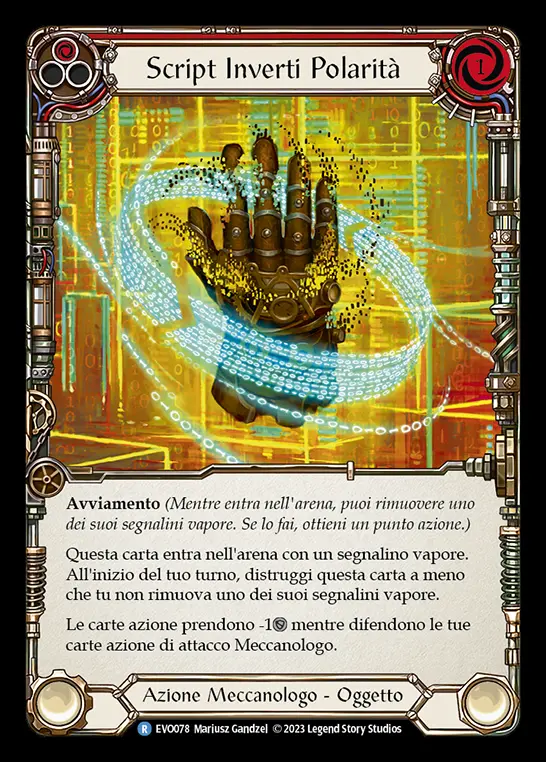 Script Inverti Polarità
1
Avviamento (Mentre entra nell'arena, puoi rimuovere uno
dei suoi segnalini vapore. Se lo fai, ottieni un punto azione.)
Questa carta entra nell'arena con un segnalino vapore.
All'inizio del tuo turno, distruggi questa carta a meno
che tu non rimuova uno dei suoi segnalini vapore.
Le carte azione prendono -1 mentre difendono le tue
carte azione di attacco Meccanologo.
Azione Meccanologo - Oggetto
R EVO078 Mariusz Gandzel ©2023 Legend Story Studios